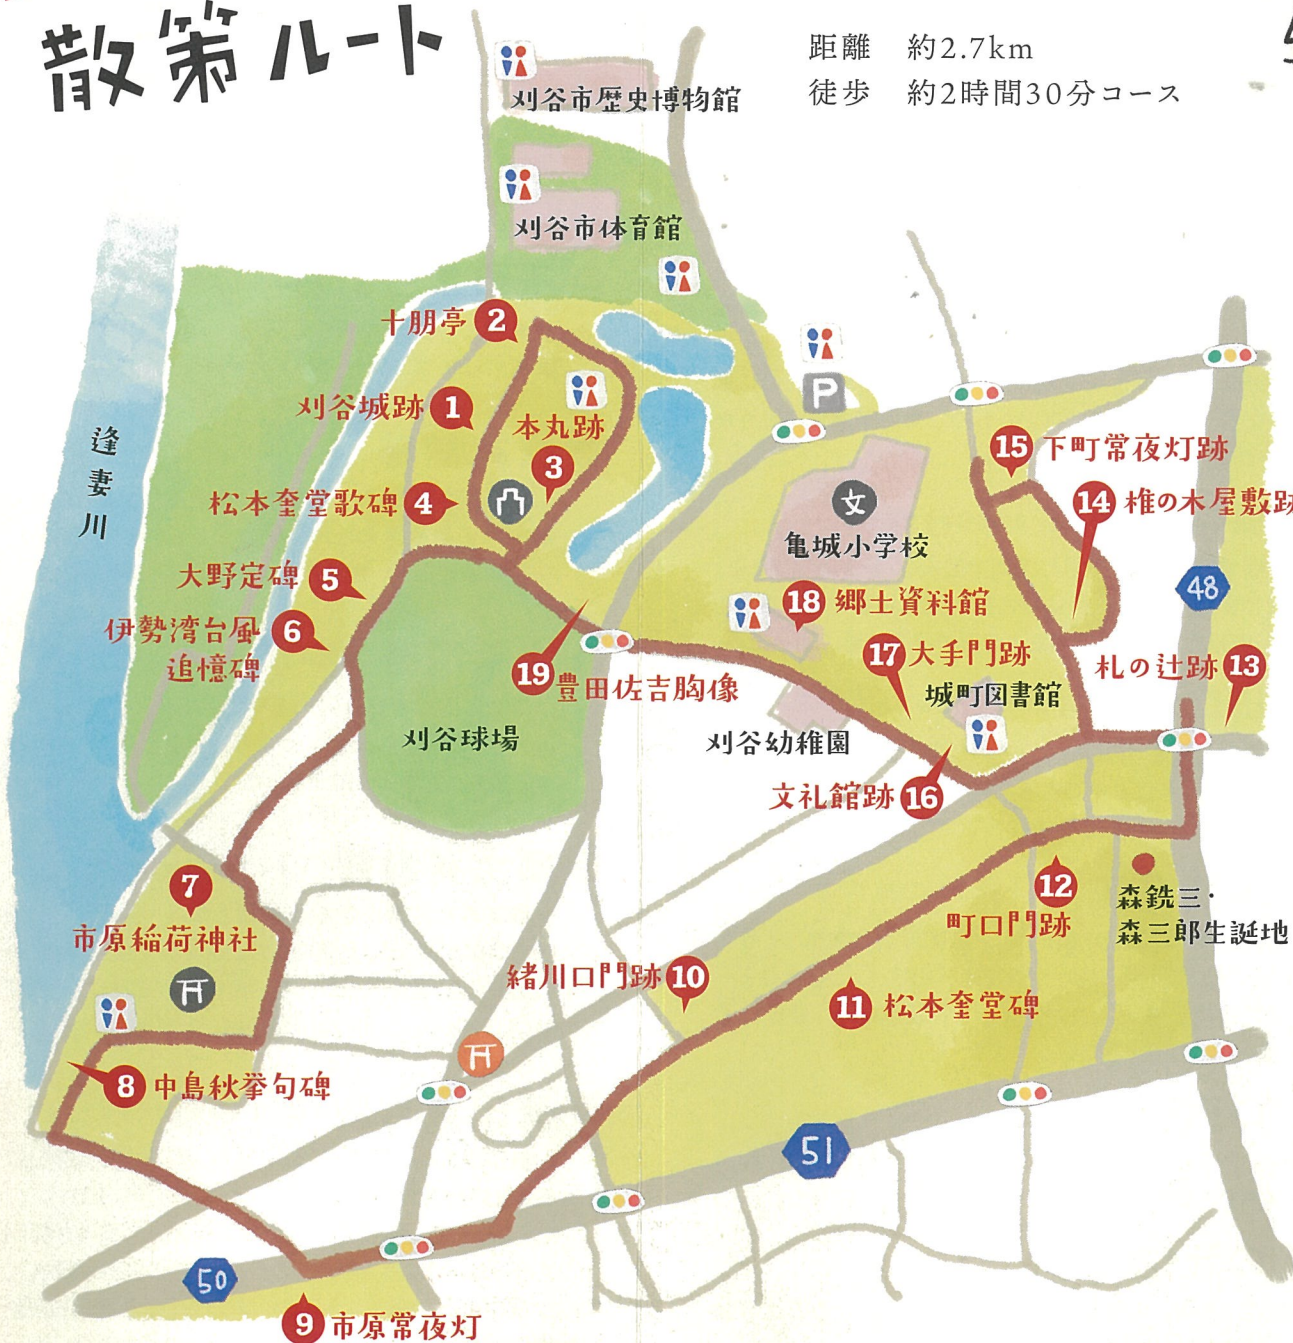 散策ルート
距離 約2.7km
徒歩 約2時間30分コース
刈谷市歴史博物館
刈谷市体育館
十朋亭 2
刈谷城跡 1
本丸跡
3
松本奎堂歌碑 4
大野定碑 5
伊勢湾台風 6
追憶碑
逢妻川
P
文
亀城小学校
15 下町常夜灯跡
14 椎の木屋敷跡
48
18 郷土資料館
17 大手門跡
城町図書館
札の辻跡 13
19 豊田佐吉胸像
刈谷球場
刈谷幼稚園
文礼館跡 16
7
市原稲荷神社
12
町口門跡
森銑三・
森三郎生誕地
緒川口門跡 10
11 松本奎堂碑
8 中島秋挙句碑
51
50
9 市原常夜灯